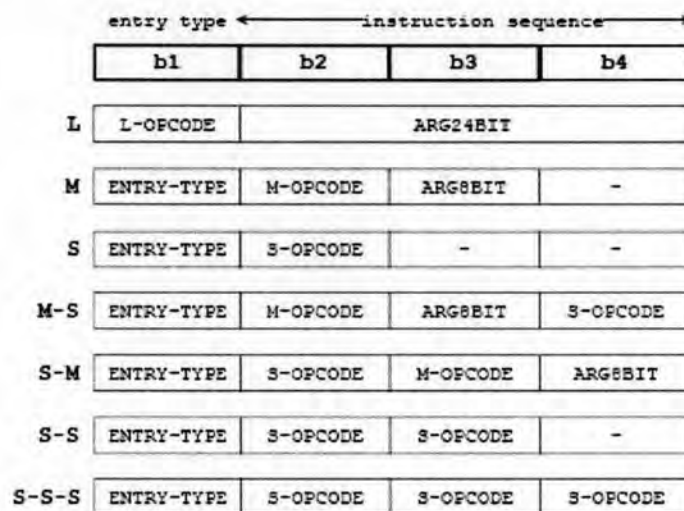 entry type instruction sequence
b1 b2 b3 b4
L L-OPCODE ARG24BIT
M ENTRY-TYPE M-OPCODE ARG8BIT -
S ENTRY-TYPE S-OPCODE - -
M-S ENTRY-TYPE M-OPCODE ARG8BIT S-OPCODE
S-M ENTRY-TYPE S-OPCODE M-OPCODE ARG8BIT
S-S ENTRY-TYPE S-OPCODE S-OPCODE -
S-S-S ENTRY-TYPE S-OPCODE S-OPCODE S-OPCODE